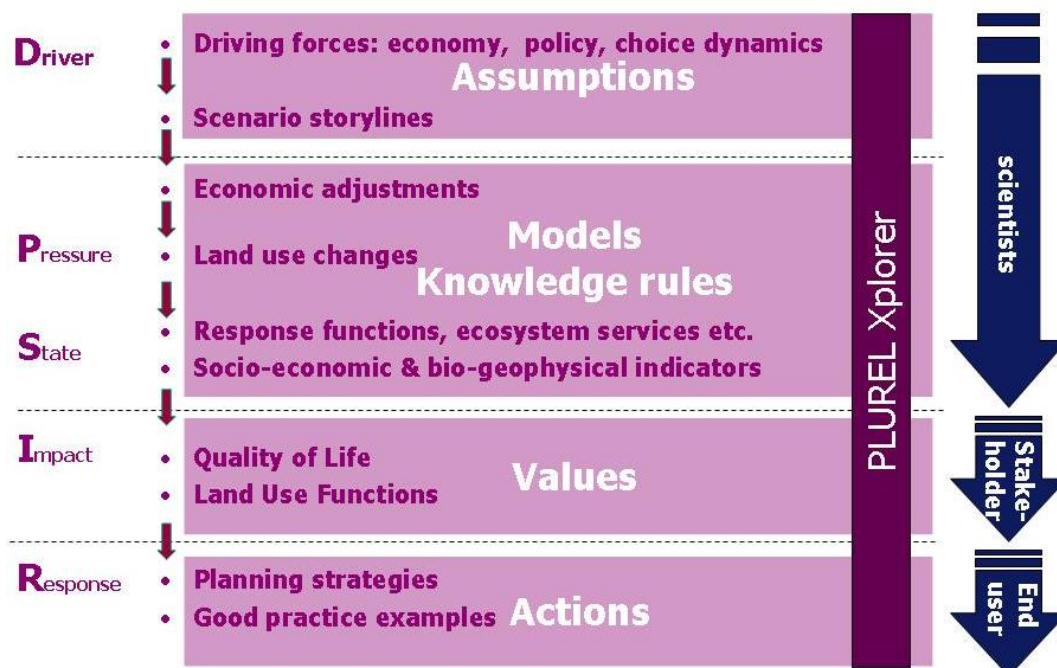 Driver
• Driving forces: economy, policy, choice dynamics
Assumptions
• Scenario storylines
• Economic adjustments
Models
Pressure
• Land use changes
Knowledge rules
• Response functions, ecosystem services etc.
State
• Socio-economic & bio-geophysical indicators
Impact
• Quality of Life
Values
• Land Use Functions
Response
• Planning strategies
• Good practice examples
Actions
PLUREL Xplorer
scientists
Stake-
holder
End
user